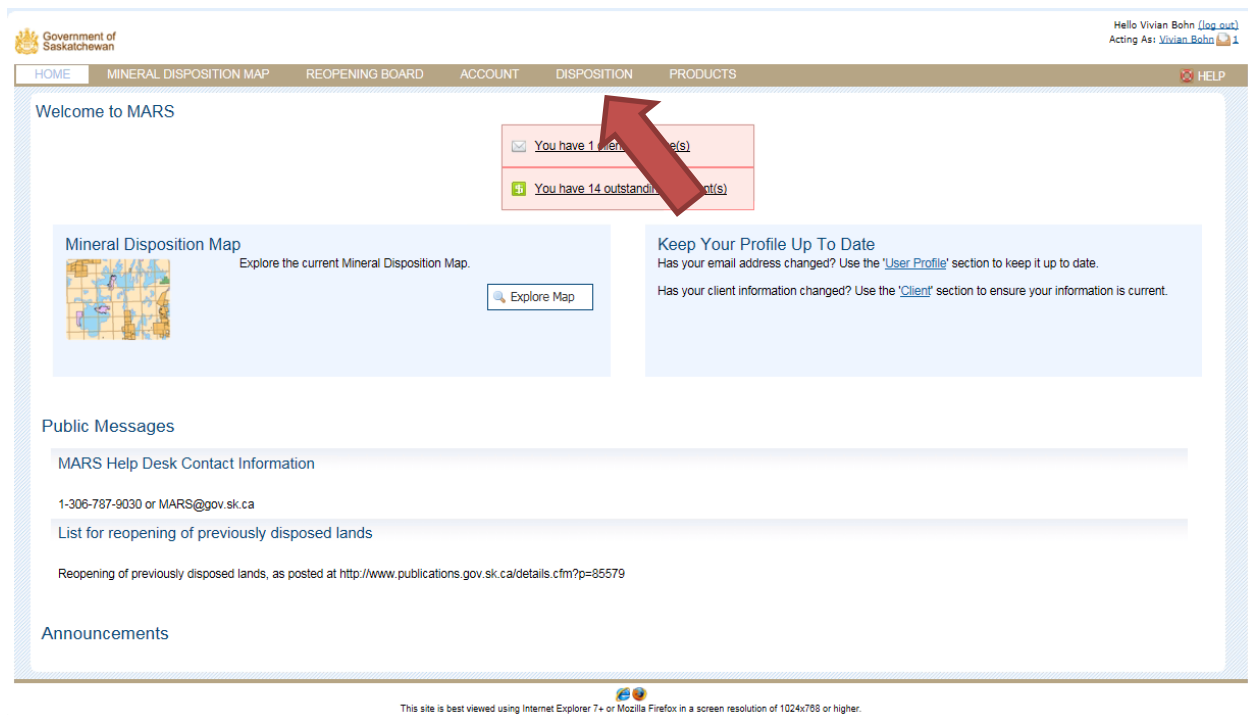 Government of
Saskatchewan
Hello Vivian Bohn (log out)
Acting As: Vivian Bohn 1
HOME MINERAL DISPOSITION MAP REOPENING BOARD ACCOUNT DISPOSITION PRODUCTS HELP
Welcome to MARS
You have 1 e(s)
You have 14 outstandin nt(s)
Mineral Disposition Map
Explore the current Mineral Disposition Map.
Explore Map
Keep Your Profile Up To Date
Has your email address changed? Use the 'User Profile' section to keep it up to date.
Has your client information changed? Use the 'Client' section to ensure your information is current.
Public Messages
MARS Help Desk Contact Information
1-306-787-9030 or MARS@gov.sk.ca
List for reopening of previously disposed lands
Reopening of previously disposed lands, as posted at http://www.publications.gov.sk.ca/details.cfm?p=85579
Announcements
This site is best viewed using Internet Explorer 7+ or Mozilla Firefox in a screen resolution of 1024x768 or higher.